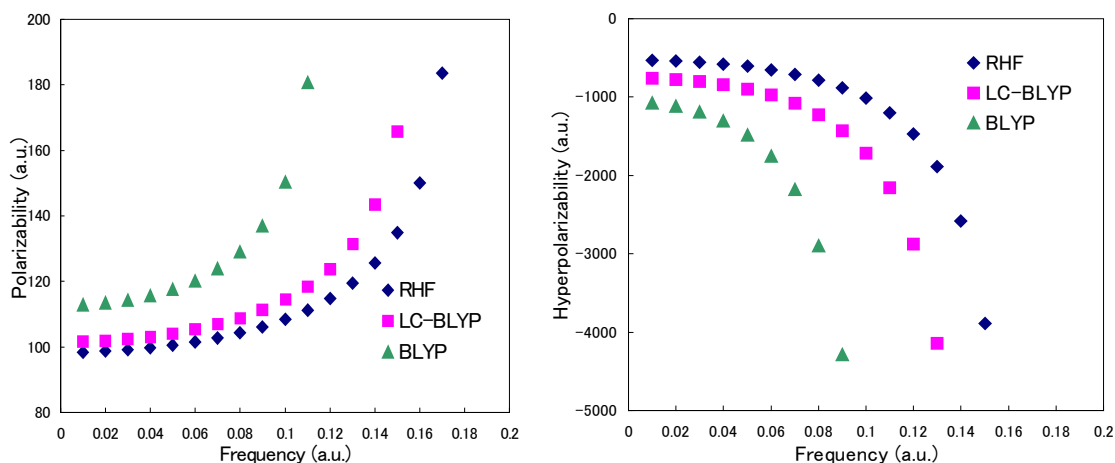 200
180
160
140
120
100
80
Polarizability (a.u.)
RHF
LC-BLYP
BLYP
0 0.02 0.04 0.06 0.08 0.1 0.12 0.14 0.16 0.18 0.2
Frequency (a.u.)
0
-1000
-2000
-3000
-4000
-5000
Hyperpolarizability (a.u.)
RHF
LC-BLYP
BLYP
0 0.02 0.04 0.06 0.08 0.1 0.12 0.14 0.16 0.18 0.2
Frequency (a.u.)